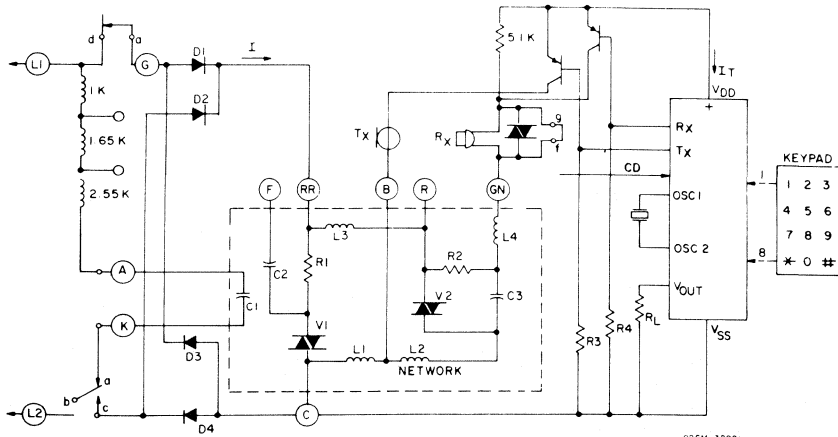 d a
L1
G
D1
I
D2
1K
1.65K
2.55K
TX
5.1K
RX
g
f
IT
VDD
+
RX
TX
CD
OSC 1
OSC 2
VOUT
VSS
1
8
KEYPAD
1 2 3
4 5 6
7 8 9
* 0 #
F
RR
B
R
GN
L3
L4
C2
R1
R2
V2
C3
V1
L1
L2
NETWORK
A
C1
K
D3
a
b
c
L2
D4
C
R3
R4
RL